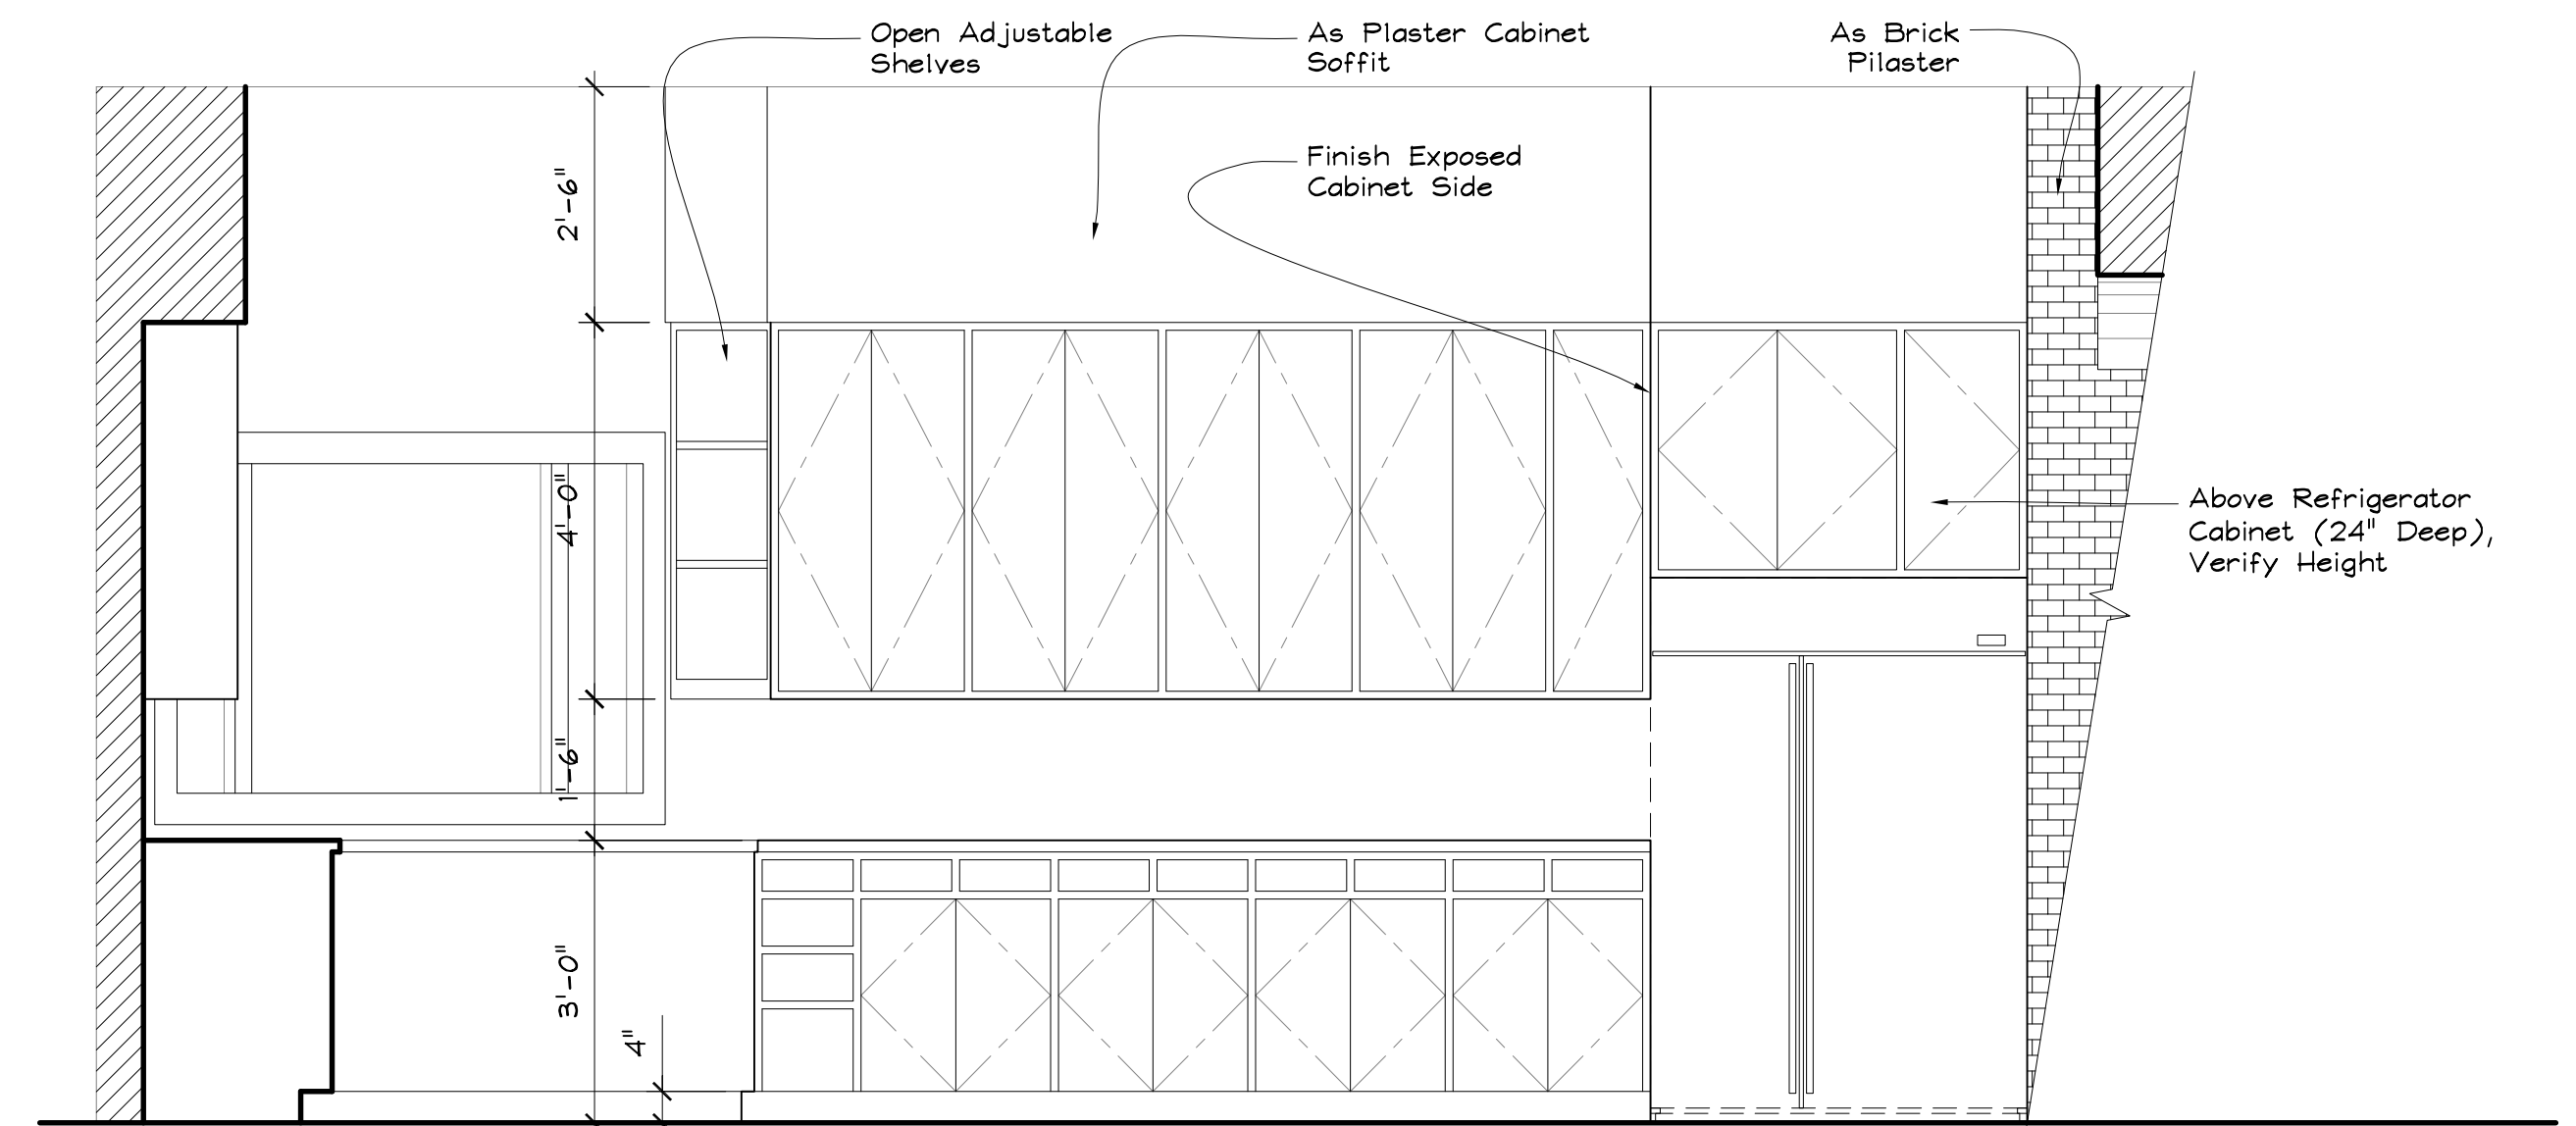 Open Adjustable
Shelves
As Plaster Cabinet
Soffit
As Brick
Pilaster
Finish Exposed
Cabinet Side
2'-6"
4'-0"
Above Refrigerator
Cabinet (24" Deep),
Verify Height
1'-6"
3'-0"
4"